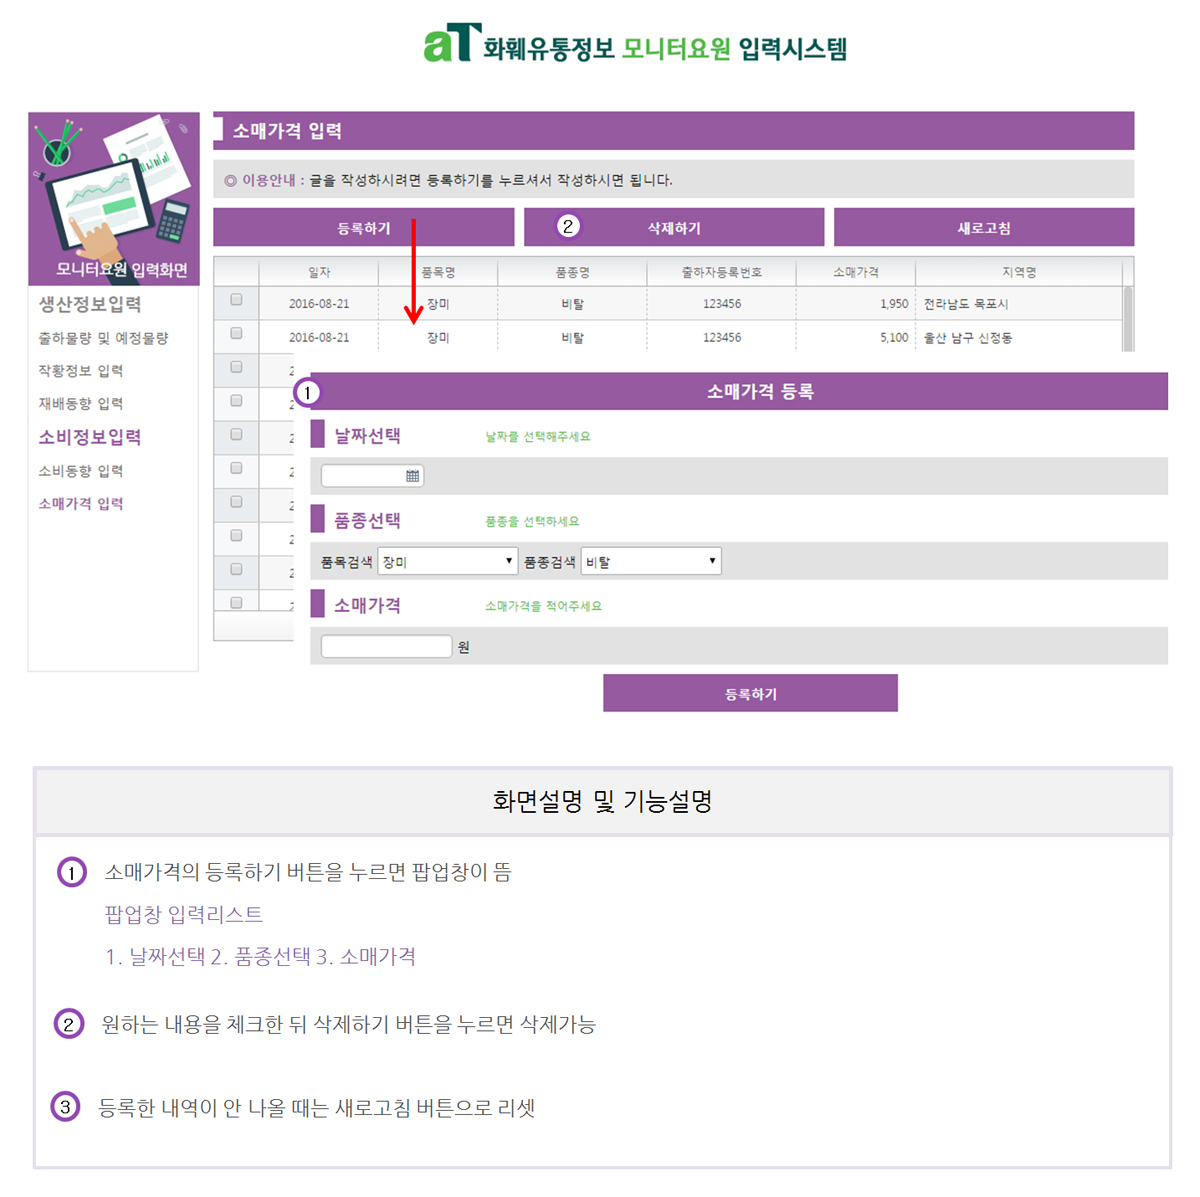 aT 화훼유통정보 모니터요원 입력시스템
모니터요원 입력화면
생산정보입력
출하물량 및 예정물량
작황정보 입력
재배동향 입력
소비정보입력
소비동향 입력
소매가격 입력
소매가격 입력
◎ 이용안내 : 글을 작성하시려면 등록하기를 누르셔서 작성하시면 됩니다.
등록하기 2 삭제하기 새로고침
일자 품목명 품종명 출하자등록번호 소매가격 지역명
2016-08-21 장미 비탈 123456 1,950 전라남도 목포시
2016-08-21 장미 비탈 123456 5,100 울산 남구 신정동
2
2
2
2
2
2
2
2
1 소매가격 등록
날짜선택 날짜를 선택해주세요
품종선택 품종을 선택하세요
품목검색 장미 품종검색 비탈
소매가격 소매가격을 적어주세요
원
등록하기
화면설명 및 기능설명
1 소매가격의 등록하기 버튼을 누르면 팝업창이 뜸
팝업창 입력리스트
1. 날짜선택 2. 품종선택 3. 소매가격
2 원하는 내용을 체크한 뒤 삭제하기 버튼을 누르면 삭제가능
3 등록한 내역이 안 나올 때는 새로고침 버튼으로 리셋